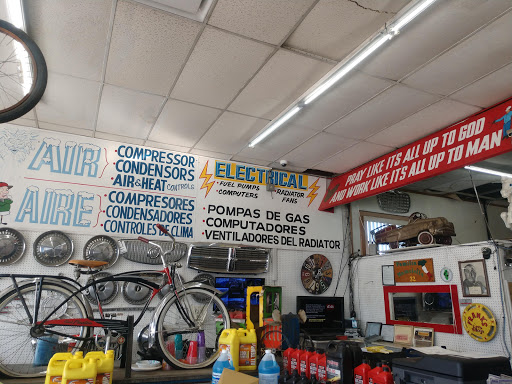 AIR
·COMPRESSOR
·CONDENSORS
·AIR&HEAT CONTROLS
AIRE
·COMPRESORES
·CONDENSADORES
·CONTROLES DE CLIMA
ELECTRICAL
·FUEL PUMPS
·COMPUTERS
·RADIATOR
FANS
·POMPAS DE GAS
·COMPUTADORES
·VENTILADORES DEL RADIATOR
PRAY LIKE ITS ALL UP TO GOD
AND WORK LIKE ITS ALL UP TO MAN